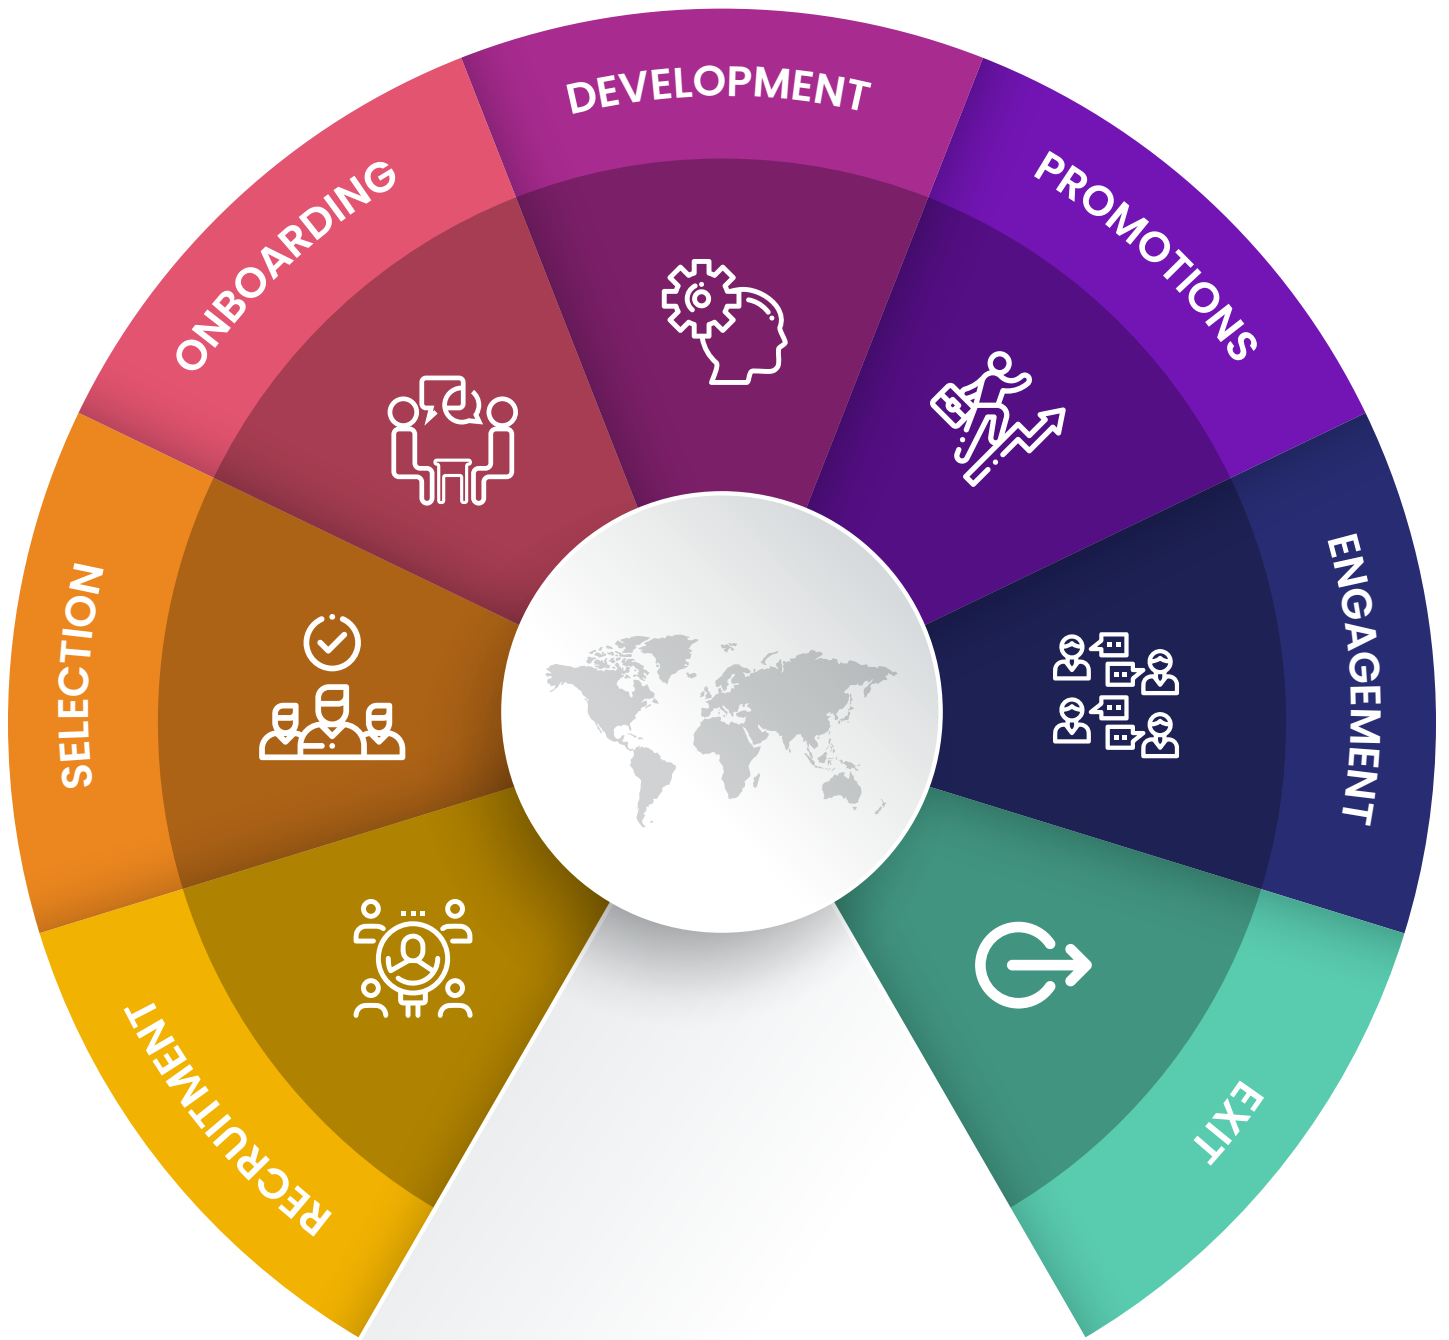 RECRUITMENT
SELECTION
ONBOARDING
DEVELOPMENT
PROMOTIONS
ENGAGEMENT
EXIT